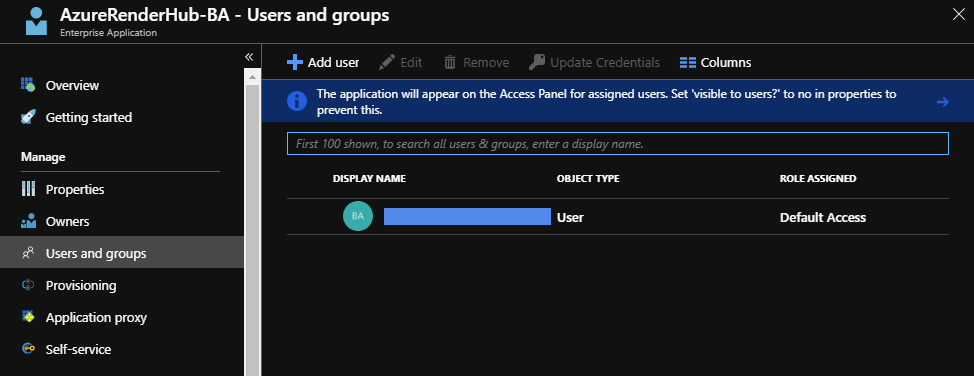 AzureRenderHub-BA - Users and groups
Enterprise Application
Overview
Getting started
Manage
Properties
Owners
Users and groups
Provisioning
Application proxy
Self-service
Add user
Edit
Remove
Update Credentials
Columns
The application will appear on the Access Panel for assigned users. Set 'visible to users?' to no in properties to
prevent this.
First 100 shown, to search all users & groups, enter a display name.
DISPLAY NAME OBJECT TYPE ROLE ASSIGNED
BA User Default Access